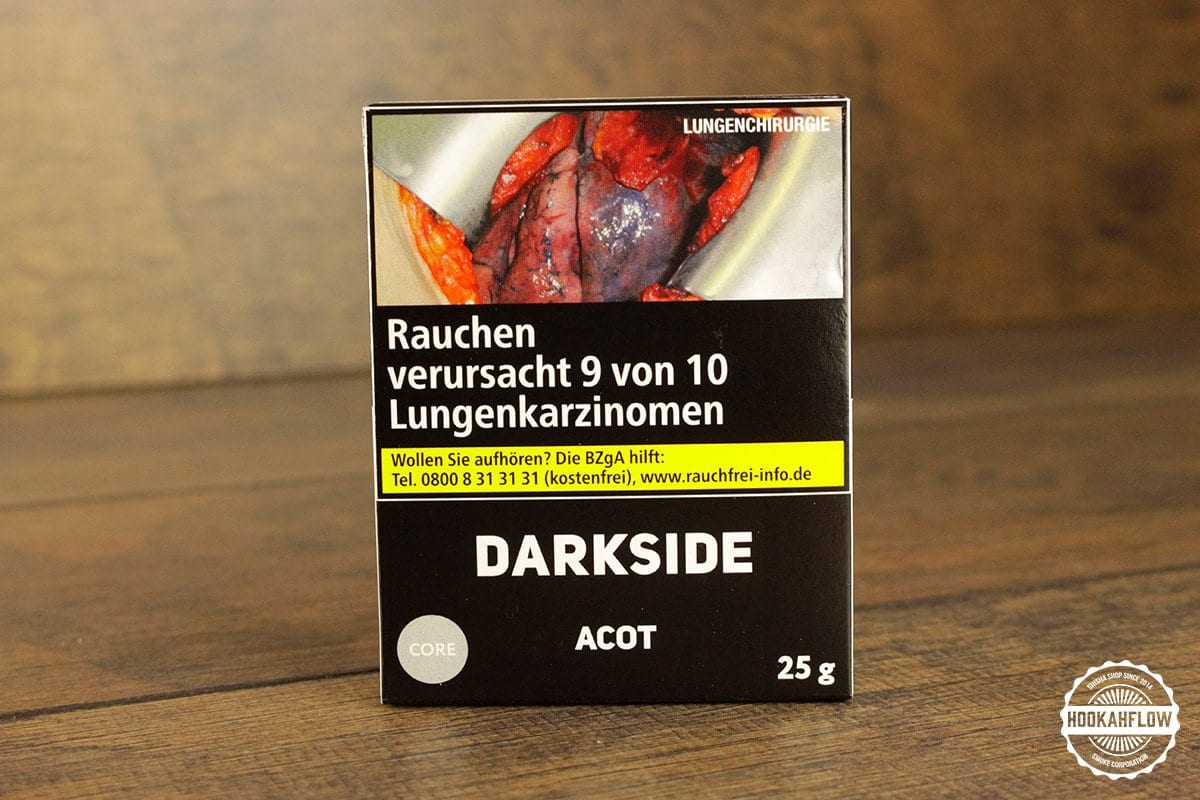 LUNGENCHIRURGIE
Rauchen
verursacht 9 von 10
Lungenkarzinomen
Wollen Sie aufhören? Die BZgA hilft:
Tel. 0800 8 31 31 31 (kostenfrei), www.rauchfrei-info.de
DARKSIDE
ACOT
CORE
25 g
SHISHA SHOP SINCE 2014
HOOKAHFLOW
SMOKE CORPORATION